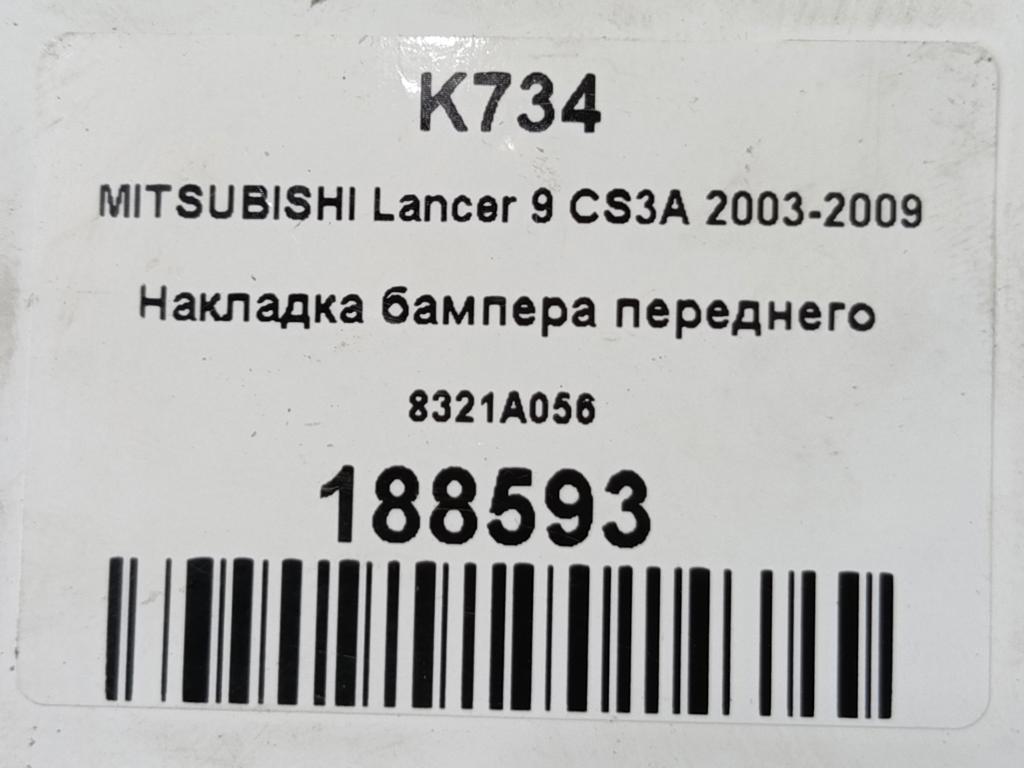 K734
MITSUBISHI Lancer 9 CS3A 2003-2009
Накладка бампера переднего
8321A056
188593